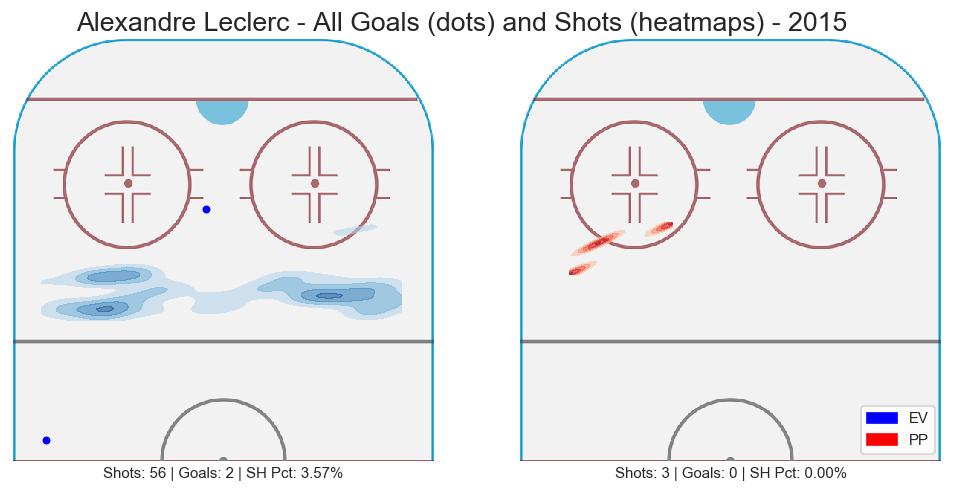 Alexandre Leclerc - All Goals (dots) and Shots (heatmaps) - 2015
EV
PP
Shots: 56 | Goals: 2 | SH Pct: 3.57%
Shots: 3 | Goals: 0 | SH Pct: 0.00%